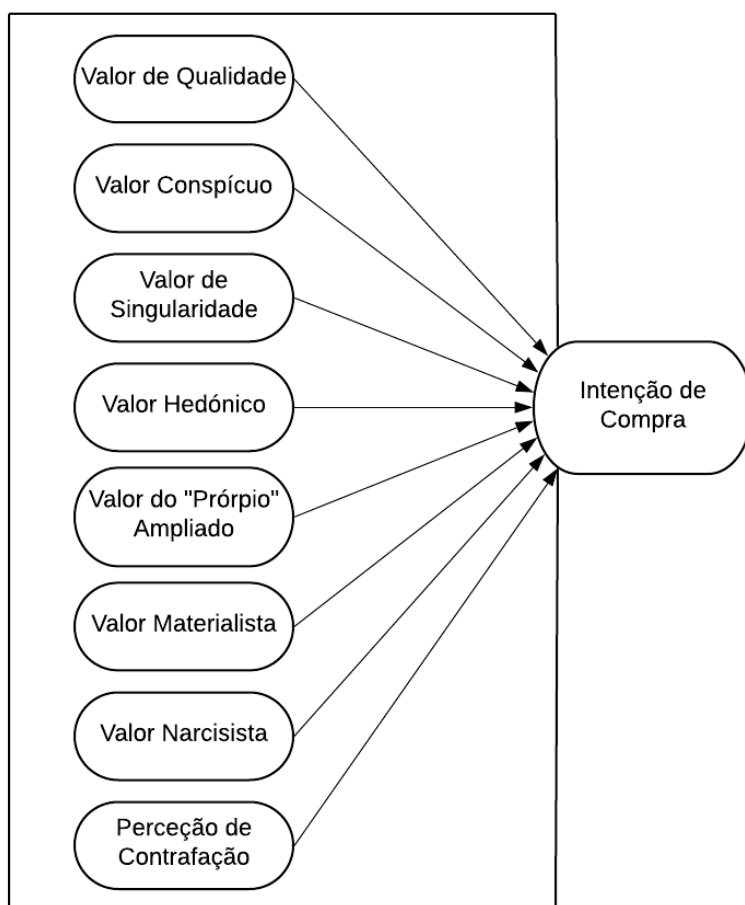 Valor de Qualidade
Valor Conspícuo
Valor de
Singularidade
Valor Hedónico
Valor do "Prórpio"
Ampliado
Valor Materialista
Valor Narcisista
Perceção de
Contrafação
Intenção de
Compra